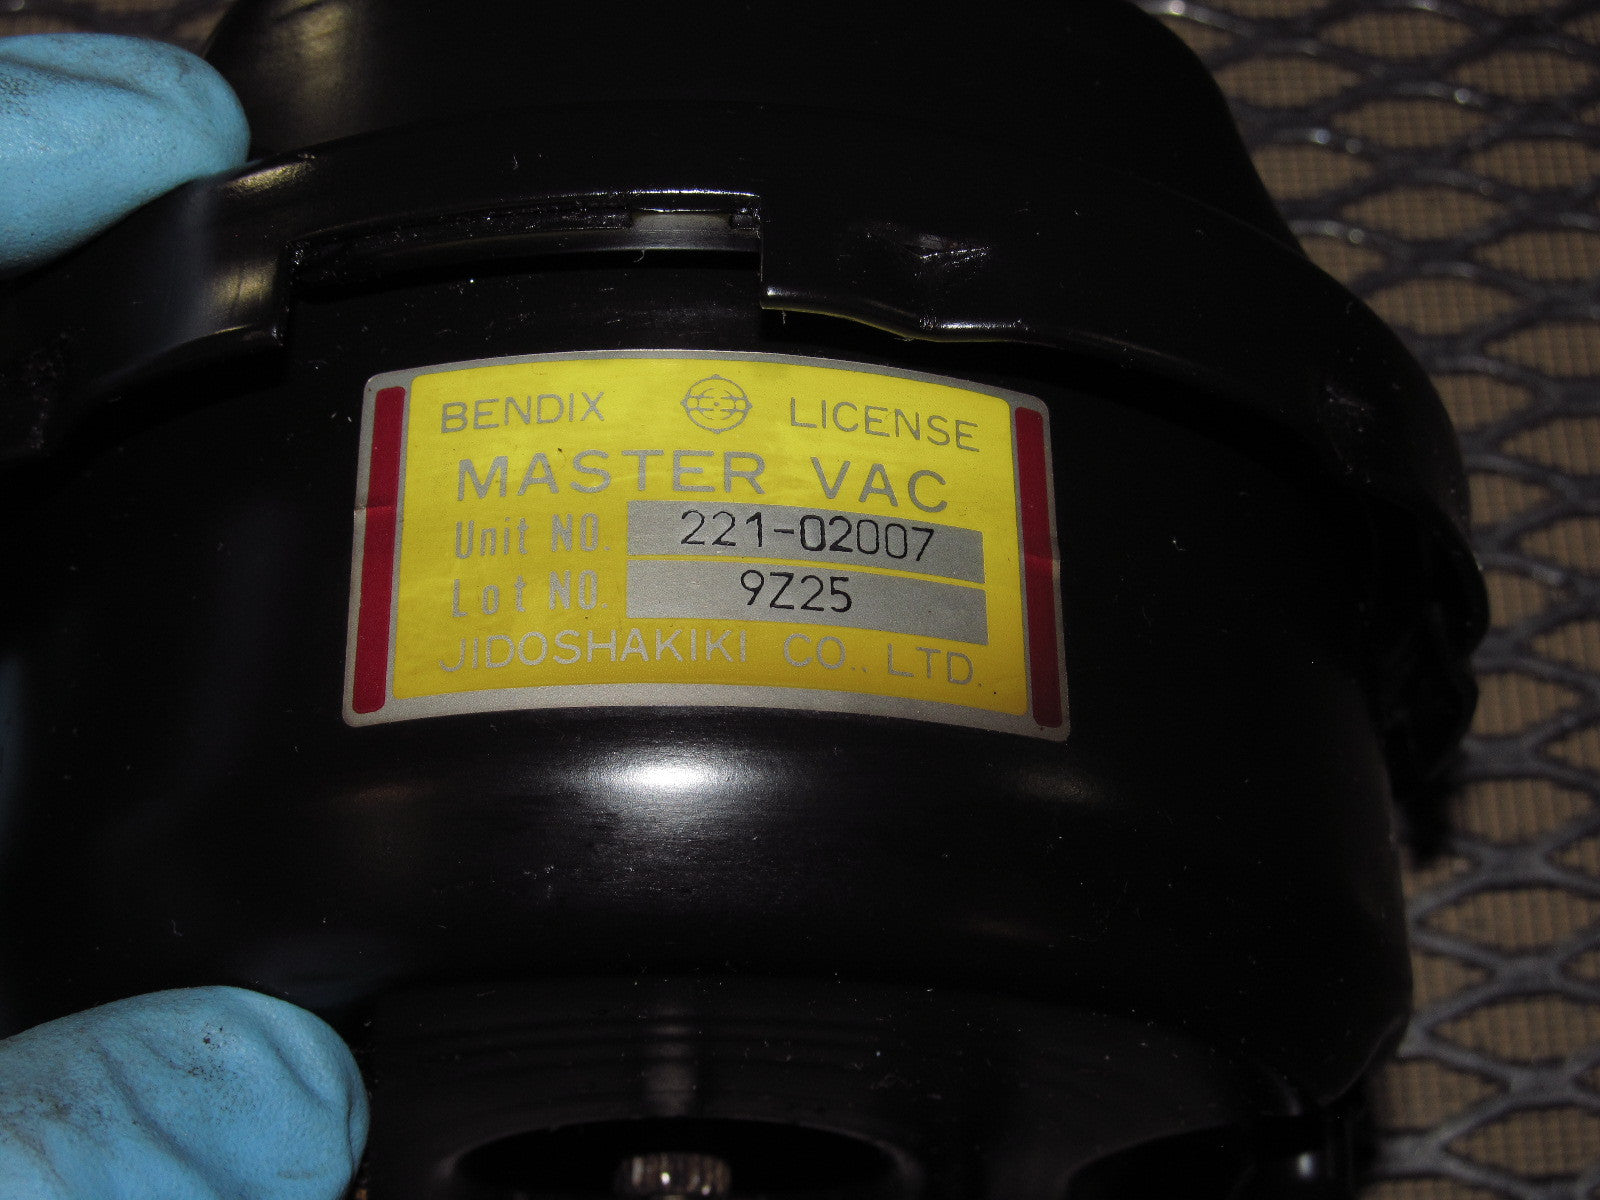 BENDIX LICENSE
MASTER VAC
Unit NO. 221-02007
Lot NO. 9Z25
JIDOSHAKIKI CO., LTD.